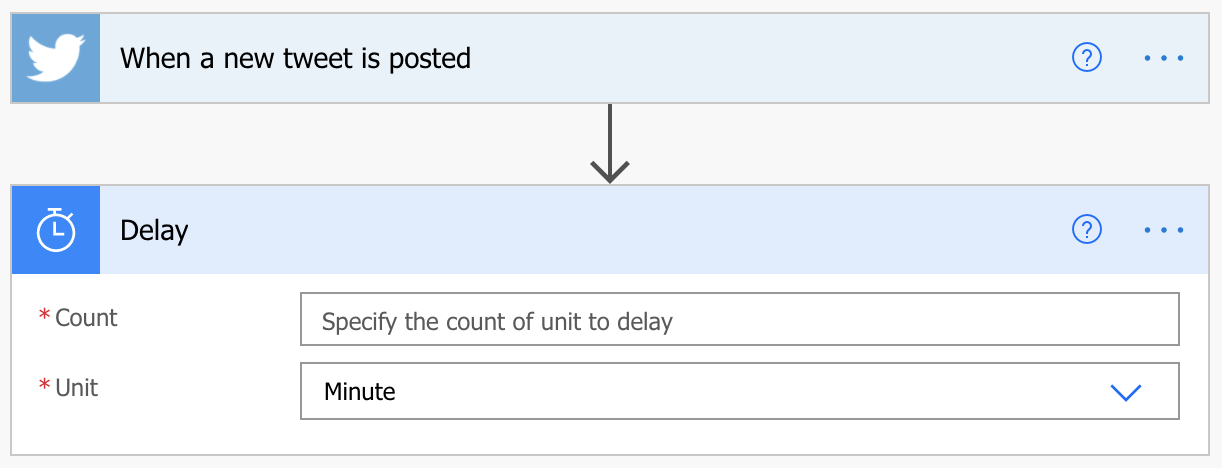 When a new tweet is posted
?
...
Delay
?
...
* Count
Specify the count of unit to delay
* Unit
Minute